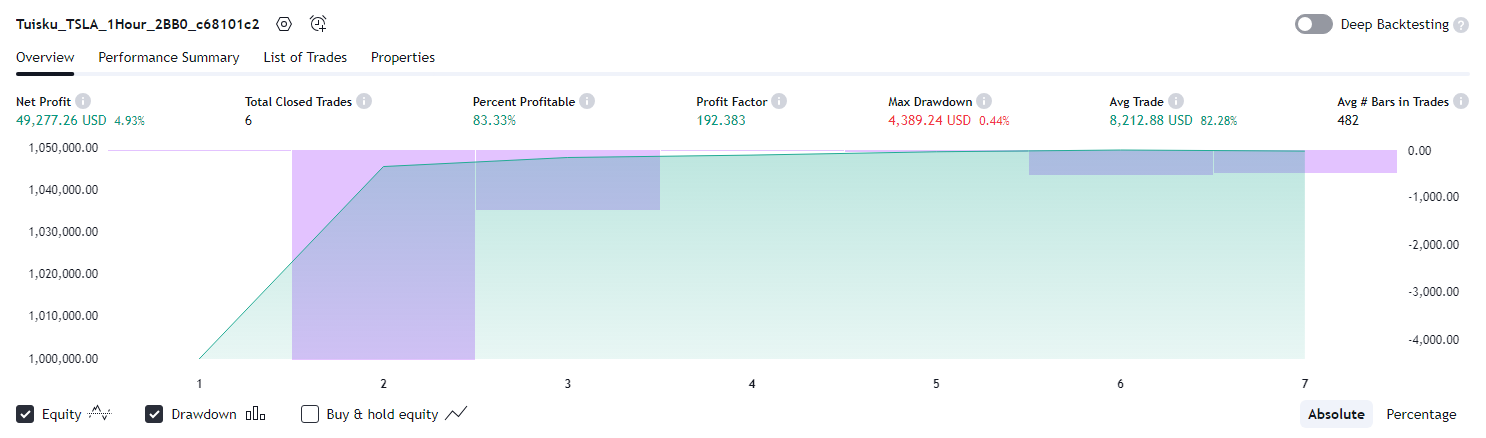 Tuisku_TSLA_1Hour_2BB0_c68101c2
Deep Backtesting ?
Overview Performance Summary List of Trades Properties
Net Profit Total Closed Trades Percent Profitable Profit Factor Max Drawdown Avg Trade Avg # Bars in Trades
49,277.26 USD 4.93% 6 83.33% 192.383 4,389.24 USD 0.44% 8,212.88 USD 82.28% 482
1,050,000.00 0.00
1,040,000.00 -1,000.00
1,030,000.00 -2,000.00
1,020,000.00 -3,000.00
1,010,000.00 -4,000.00
1,000,000.00
1 2 3 4 5 6 7
Equity Drawdown Buy & hold equity Absolute Percentage